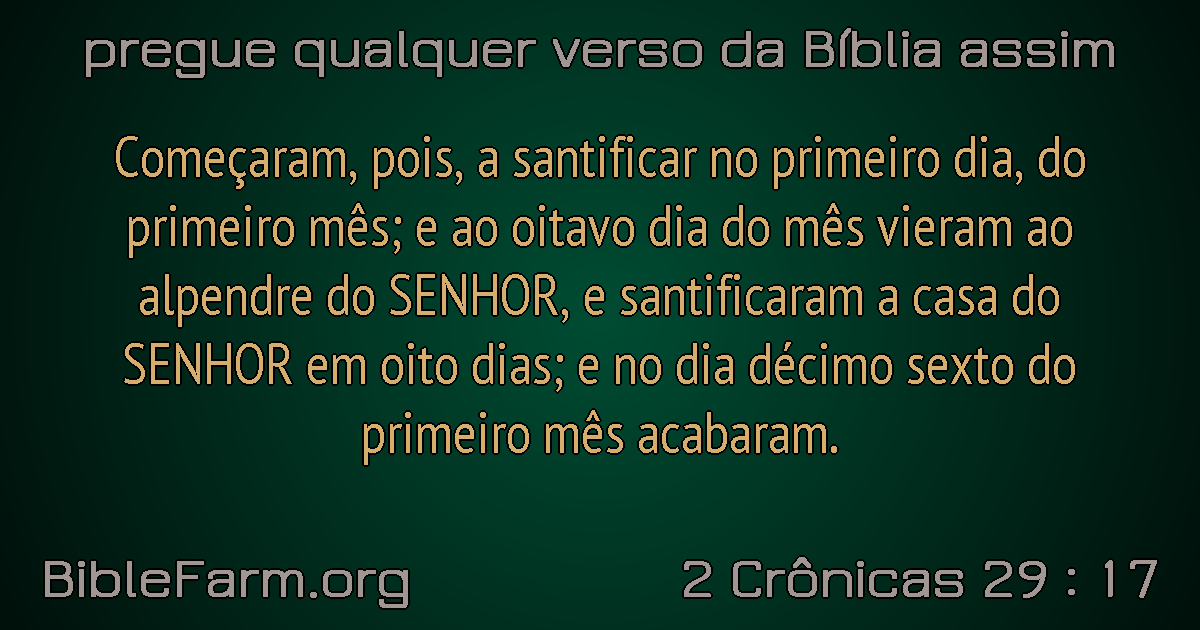 pregue qualquer verso da Bíblia assim
Começaram, pois, a santificar no primeiro dia, do
primeiro mês; e ao oitavo dia do mês vieram ao
alpendre do SENHOR, e santificaram a casa do
SENHOR em oito dias; e no dia décimo sexto do
primeiro mês acabaram.
BibleFarm.org
2 Crônicas 29 : 17